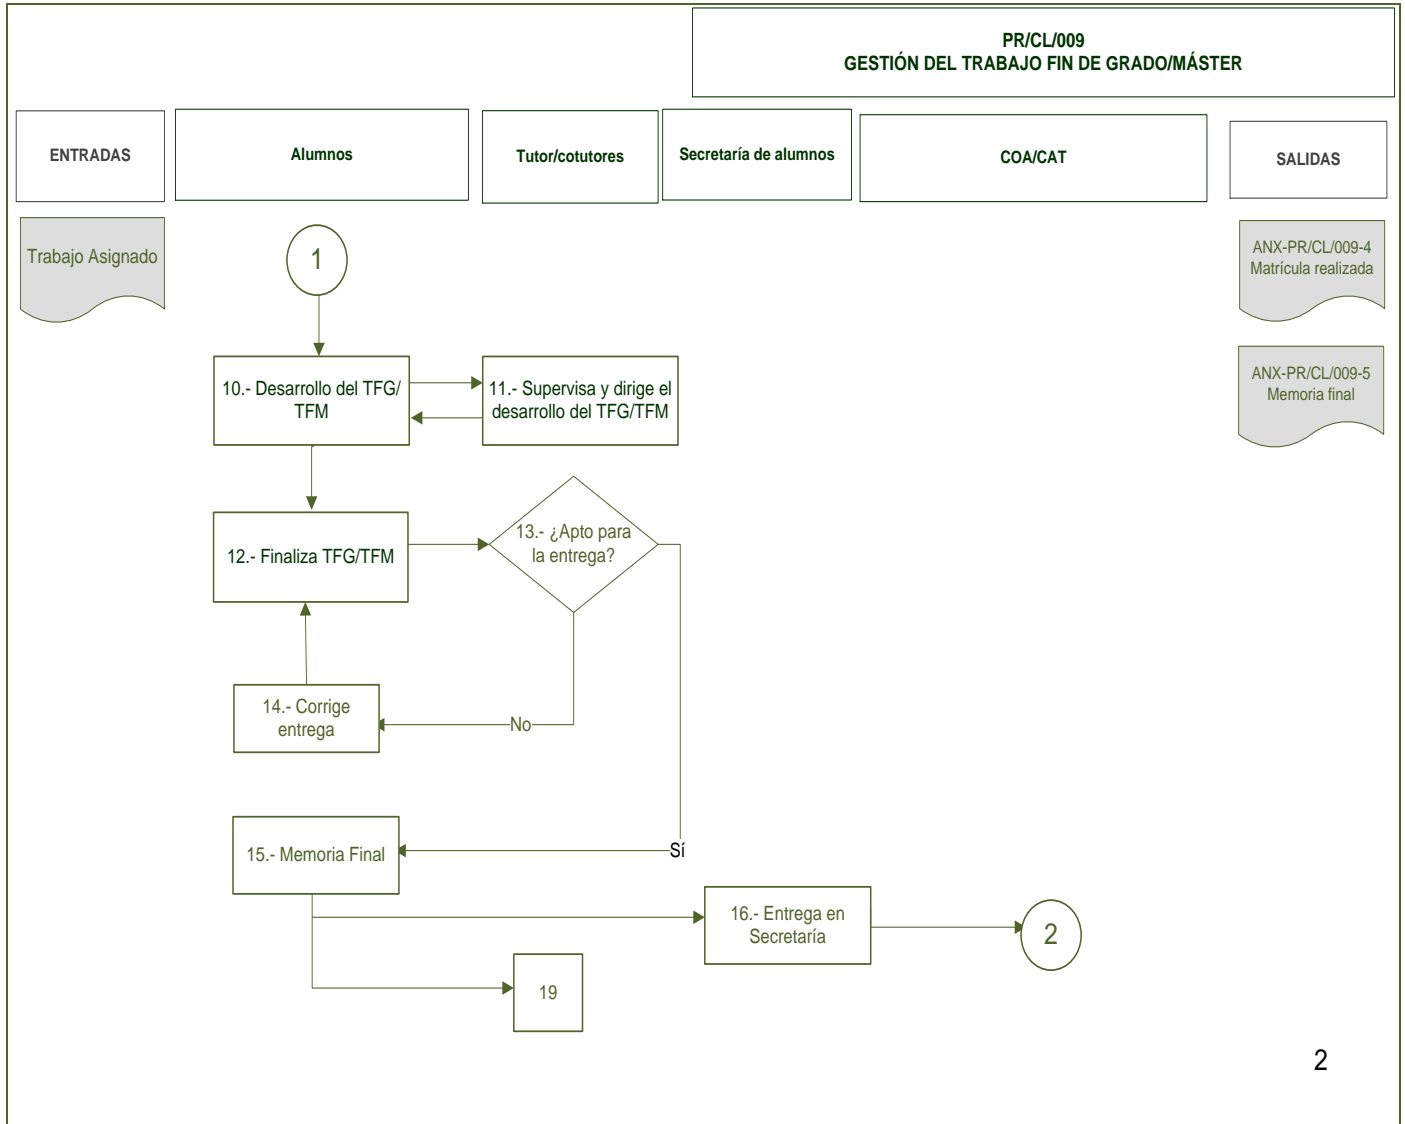 PR/CL/009
GESTIÓN DEL TRABAJO FIN DE GRADO/MÁSTER
ENTRADAS
Alumnos
Tutor/cotutores
Secretaría de alumnos
COA/CAT
SALIDAS
Trabajo Asignado
1
ANX-PR/CL/009-4
Matrícula realizada
10.- Desarrollo del TFG/
TFM
11.- Supervisa y dirige el
desarrollo del TFG/TFM
ANX-PR/CL/009-5
Memoria final
12.- Finaliza TFG/TFM
13.- ¿Apto para
la entrega?
14.- Corrige
entrega
No
15.- Memoria Final
Sí
16.- Entrega en
Secretaría
2
19
2